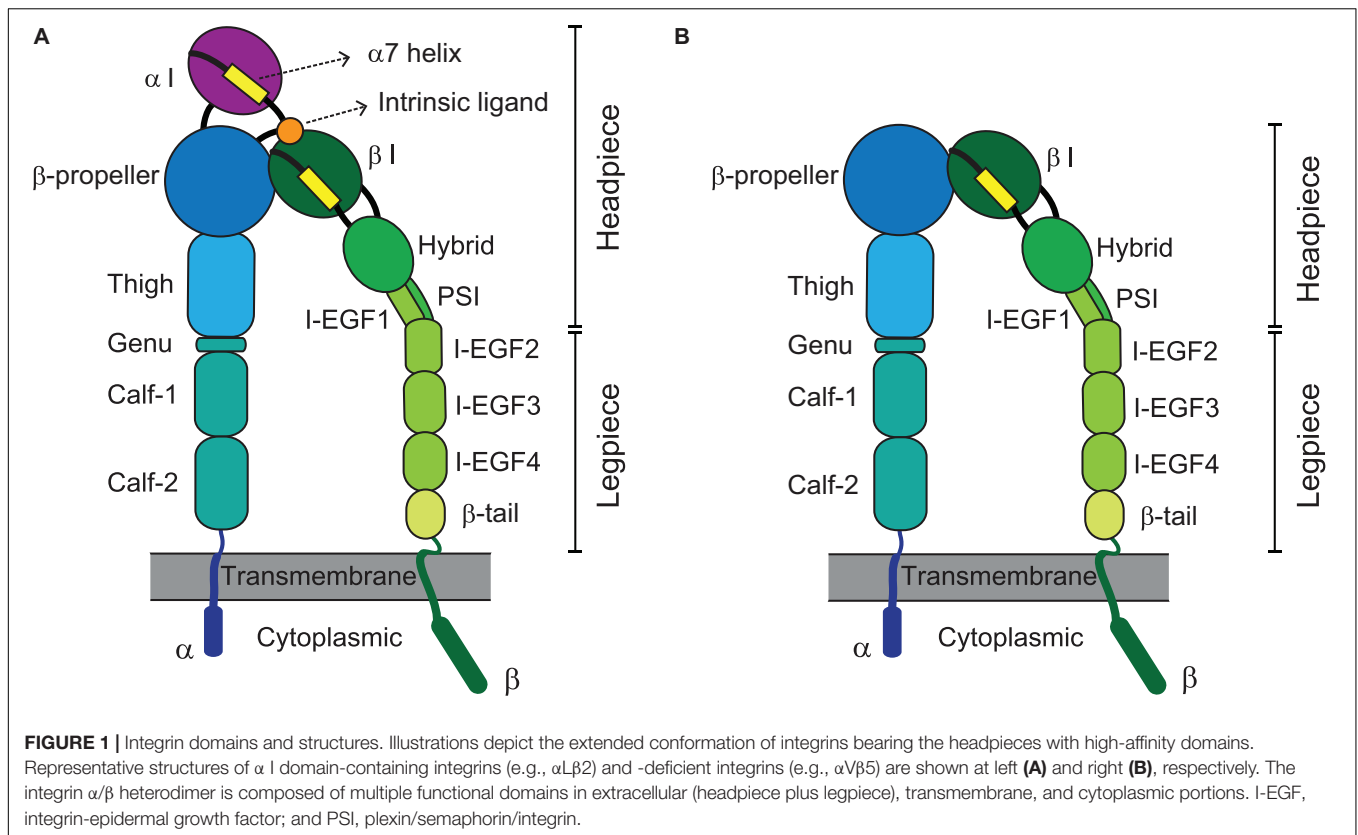 A
α I
α7 helix
Intrinsic ligand
β I
β-propeller
Hybrid
Thigh
PSI
I-EGF1
Genu
I-EGF2
Calf-1
I-EGF3
Calf-2
I-EGF4
β-tail
Transmembrane
Cytoplasmic
α
β
Headpiece
Legpiece
B
β I
β-propeller
Hybrid
Thigh
PSI
I-EGF1
Genu
I-EGF2
Calf-1
I-EGF3
Calf-2
I-EGF4
β-tail
Transmembrane
Cytoplasmic
α
β
Headpiece
Legpiece
FIGURE 1 | Integrin domains and structures. Illustrations depict the extended conformation of integrins bearing the headpieces with high-affinity domains.
Representative structures of α I domain-containing integrins (e.g., αLβ2) and -deficient integrins (e.g., αVβ5) are shown at left (A) and right (B), respectively. The
integrin α/β heterodimer is composed of multiple functional domains in extracellular (headpiece plus legpiece), transmembrane, and cytoplasmic portions. I-EGF,
integrin-epidermal growth factor; and PSI, plexin/semaphorin/integrin.